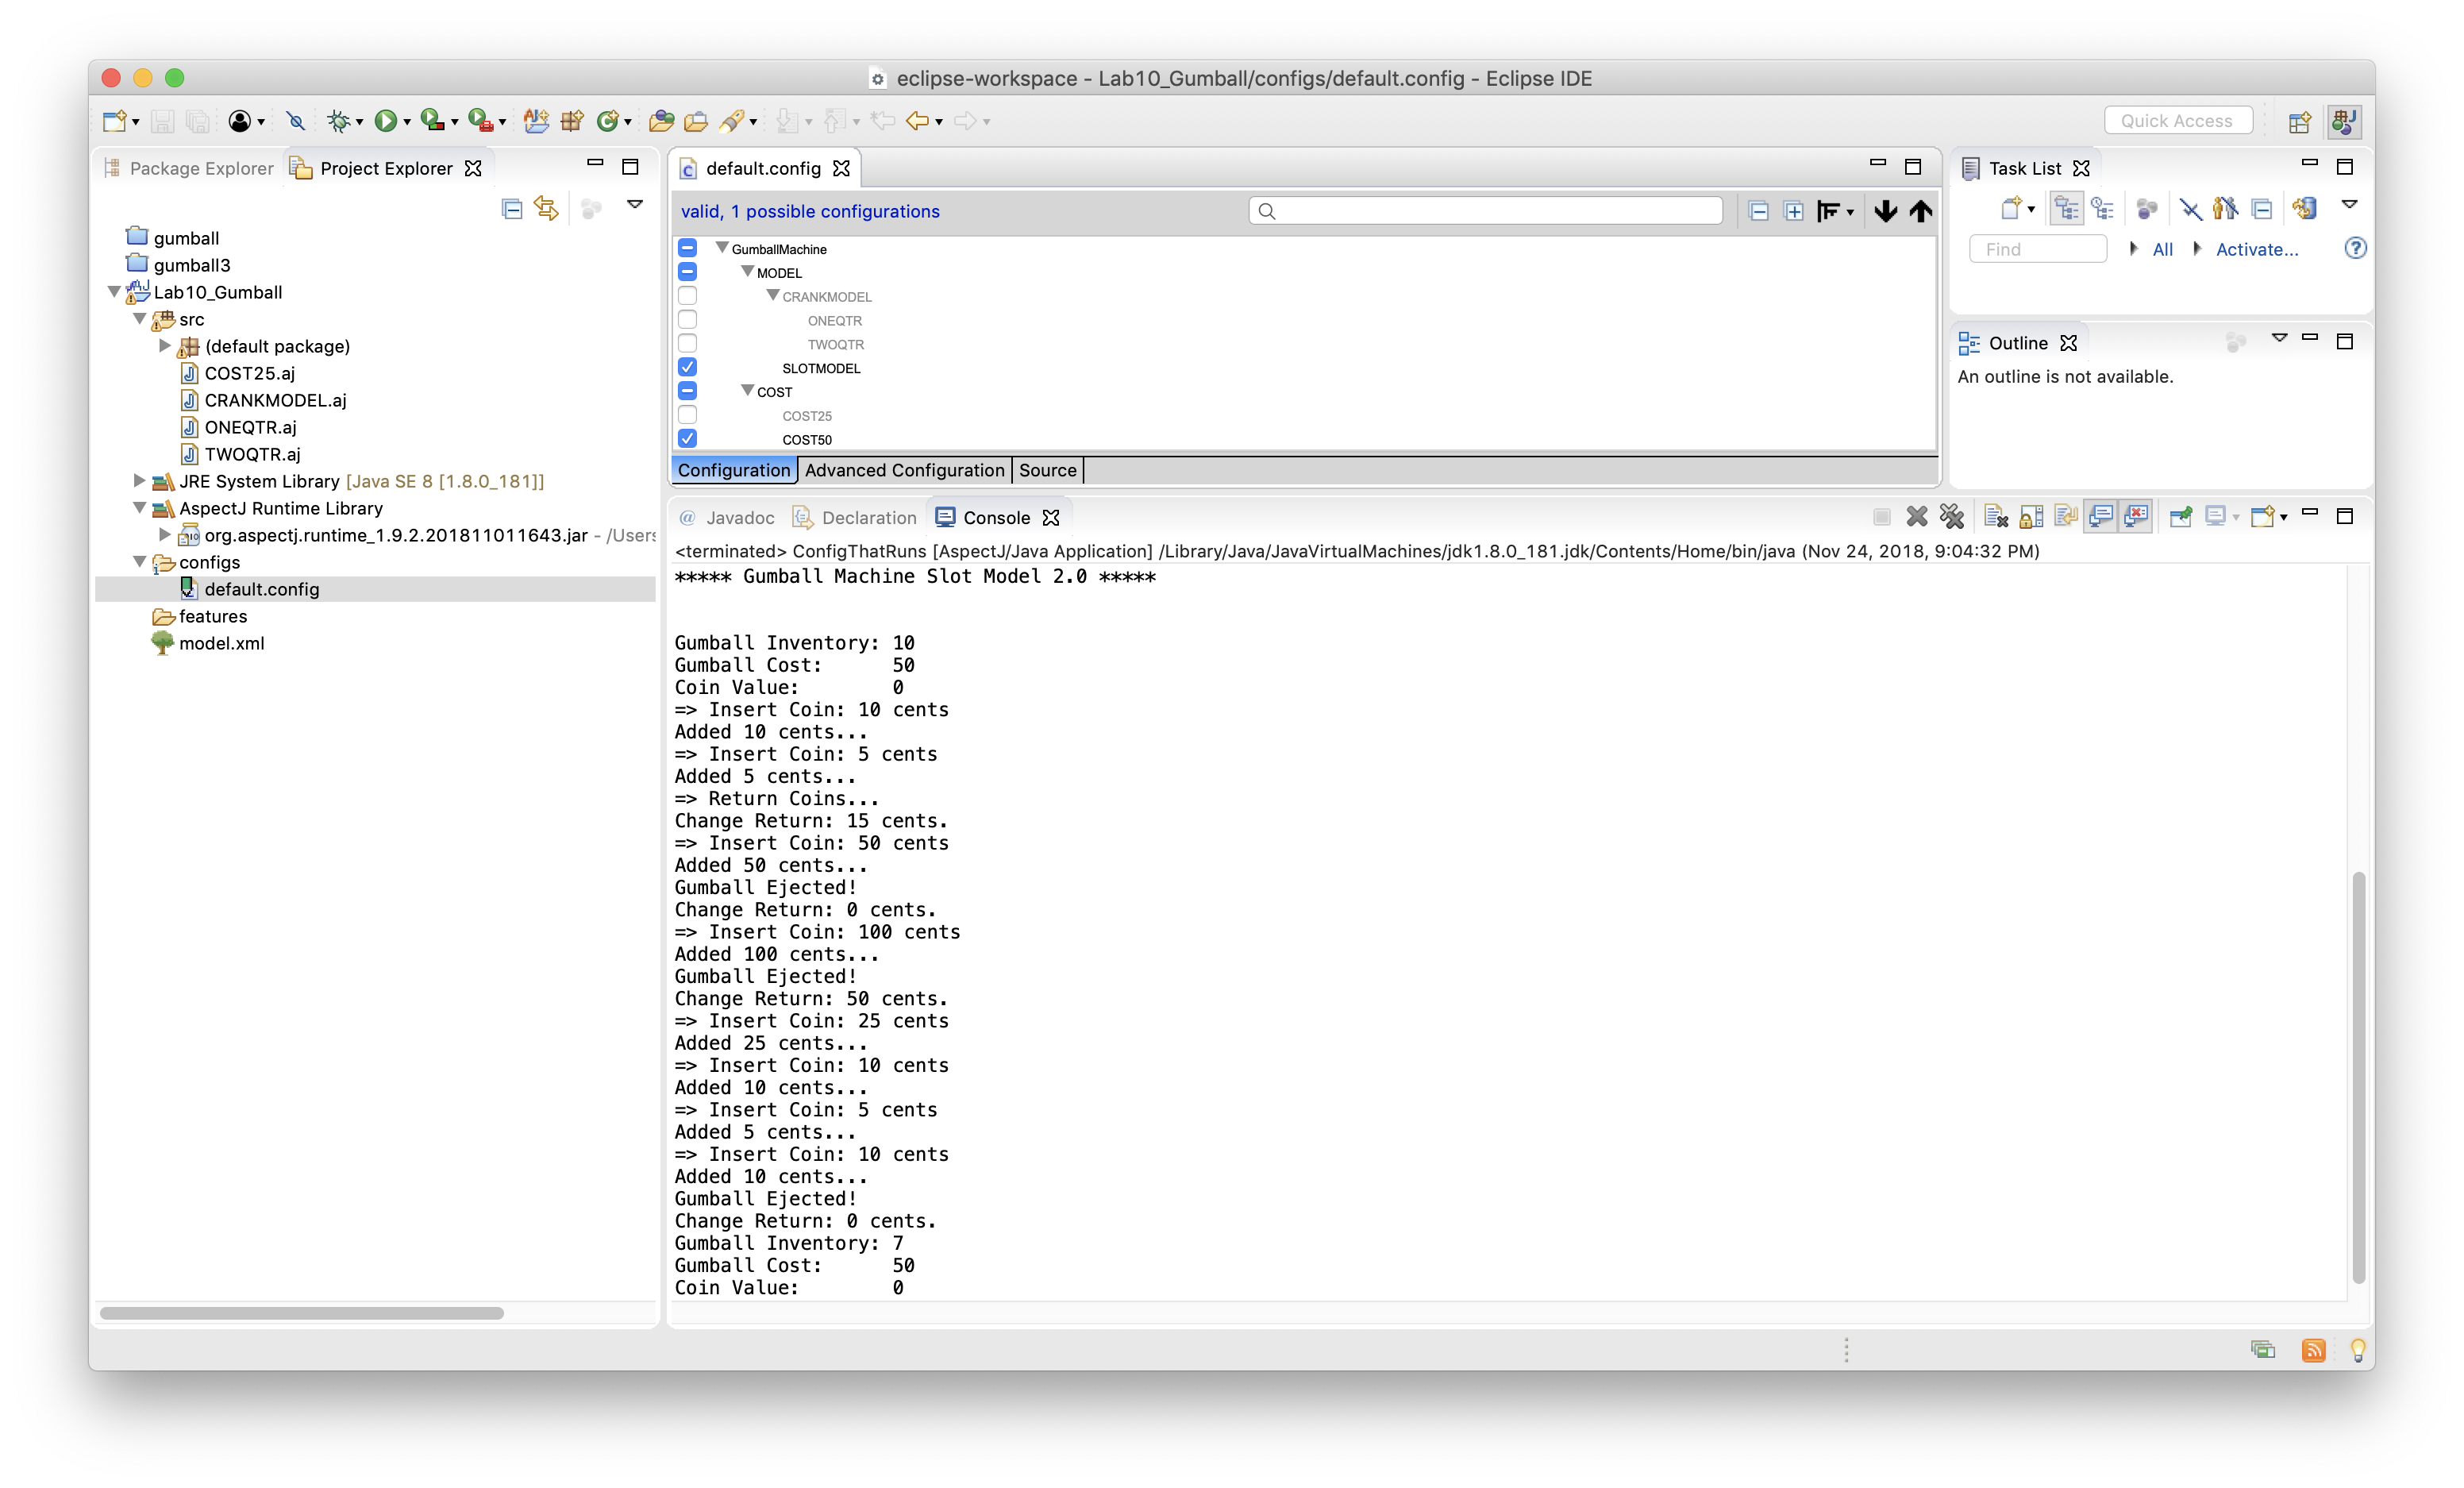 eclipse-workspace - Lab10_Gumball/configs/default.config - Eclipse IDE
Quick Access
Package Explorer
Project Explorer
gumball
gumball3
Lab10_Gumball
src
(default package)
COST25.aj
CRANKMODEL.aj
ONEQTR.aj
TWOQTR.aj
JRE System Library [Java SE 8 [1.8.0_181]]
AspectJ Runtime Library
org.aspectj.runtime_1.9.2.201811011643.jar - /Users
configs
default.config
features
model.xml
default.config
valid, 1 possible configurations
GumballMachine
MODEL
CRANKMODEL
ONEQTR
TWOQTR
SLOTMODEL
COST
COST25
COST50
Configuration
Advanced Configuration
Source
Task List
Find
All
Activate...
Outline
An outline is not available.
@ Javadoc
Declaration
Console
<terminated> ConfigThatRuns [AspectJ/Java Application] /Library/Java/JavaVirtualMachines/jdk1.8.0_181.jdk/Contents/Home/bin/java (Nov 24, 2018, 9:04:32 PM)
***** Gumball Machine Slot Model 2.0 *****
Gumball Inventory: 10
Gumball Cost: 50
Coin Value: 0
=> Insert Coin: 10 cents
Added 10 cents...
=> Insert Coin: 5 cents
Added 5 cents...
=> Return Coins...
Change Return: 15 cents.
=> Insert Coin: 50 cents
Added 50 cents...
Gumball Ejected!
Change Return: 0 cents.
=> Insert Coin: 100 cents
Added 100 cents...
Gumball Ejected!
Change Return: 50 cents.
=> Insert Coin: 25 cents
Added 25 cents...
=> Insert Coin: 10 cents
Added 10 cents...
=> Insert Coin: 5 cents
Added 5 cents...
=> Insert Coin: 10 cents
Added 10 cents...
Gumball Ejected!
Change Return: 0 cents.
Gumball Inventory: 7
Gumball Cost: 50
Coin Value: 0